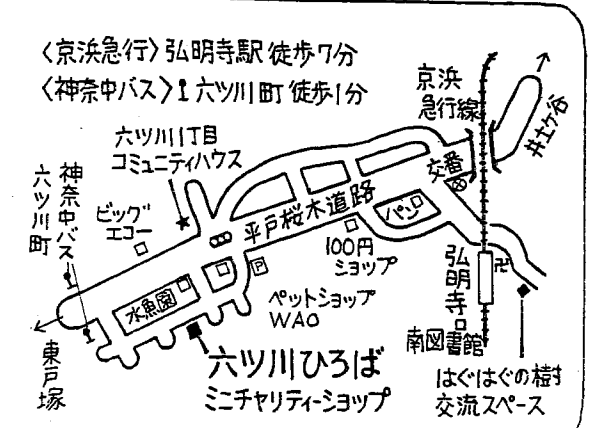 〈京浜急行〉弘明寺駅徒歩7分
〈神奈中バス〉六ツ川町徒歩1分
京浜
急行線
井土ヶ谷
六ツ川1丁目
コミュニティハウス
神奈中バス
六ツ川町
ビッグ
エコー
交番
平戸桜木道路
パン
100円
ショップ
P
水魚園
ペットショップ
WAO
弘明寺
卍
南図書館
東戸塚
六ツ川ひろば
ミニチャリティーショップ
はぐはぐの樹
交流スペース